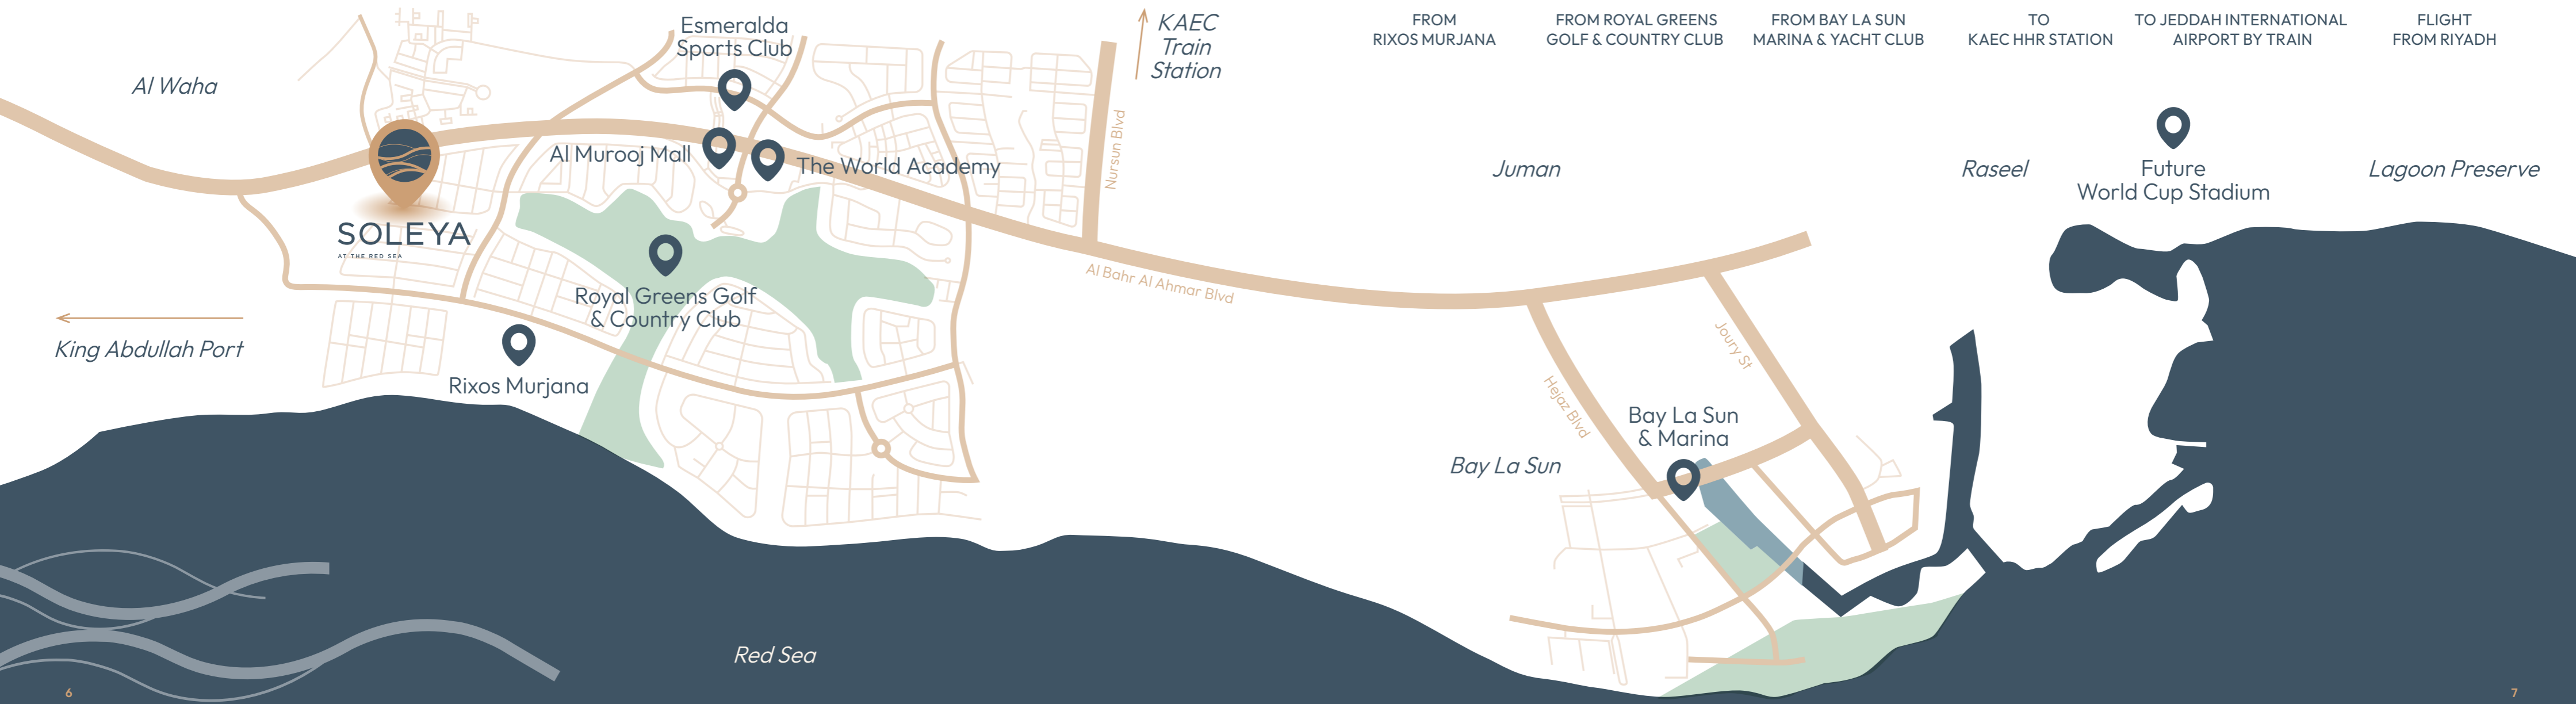 Esmeralda
Sports Club
KAEC
Train
Station
FROM
RIXOS MURJANA
FROM ROYAL GREENS
GOLF & COUNTRY CLUB
FROM BAY LA SUN
MARINA & YACHT CLUB
TO
KAEC HHR STATION
TO JEDDAH INTERNATIONAL
AIRPORT BY TRAIN
FLIGHT
FROM RIYADH
Al Waha
Al Murooj Mall
The World Academy
Nursun Blvd
Juman
Raseel
Future
World Cup Stadium
Lagoon Preserve
SOLEYA
AT THE RED SEA
Al Bahr Al Ahmar Blvd
Royal Greens Golf
& Country Club
King Abdullah Port
Rixos Murjana
Joury St
Hejaz Blvd
Bay La Sun
& Marina
Bay La Sun
Red Sea
6
7